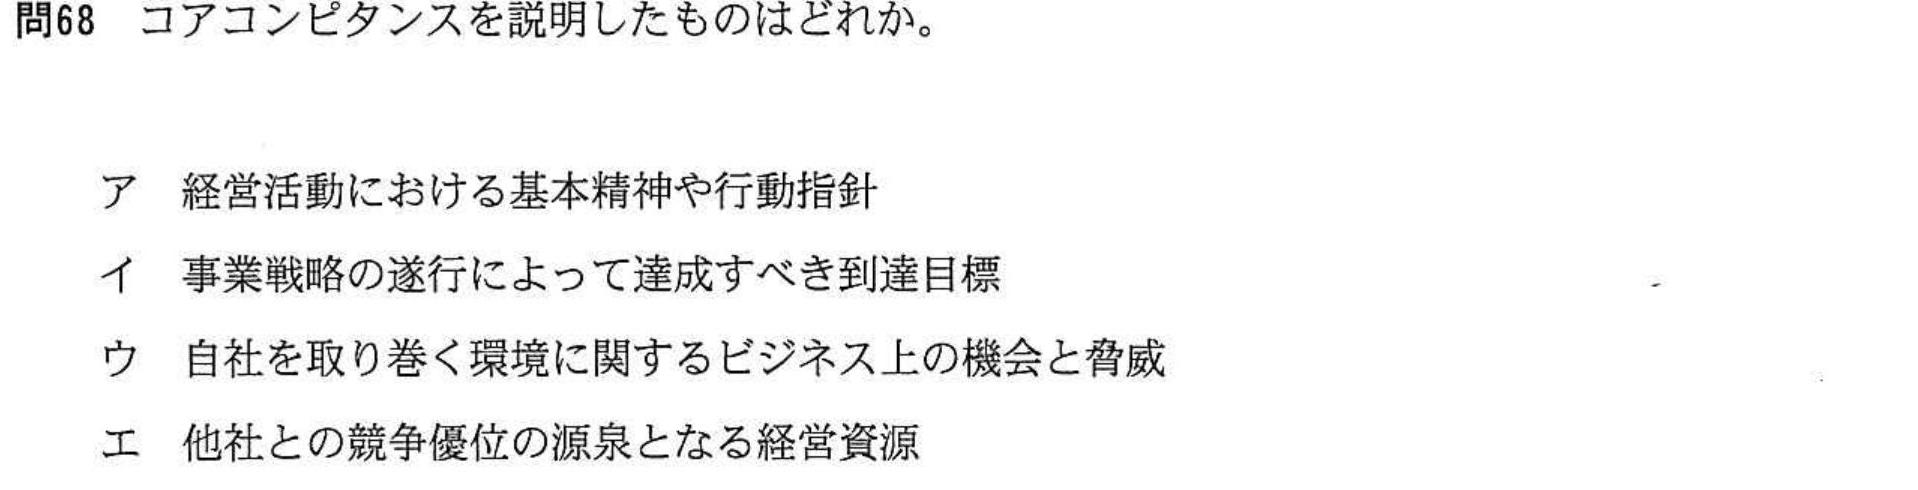 問68 コアコンピタンスを説明したものはどれか。
ア 経営活動における基本精神や行動指針
イ 事業戦略の遂行によって達成すべき到達目標
ウ 自社を取り巻く環境に関するビジネス上の機会と脅威
エ 他社との競争優位の源泉となる経営資源